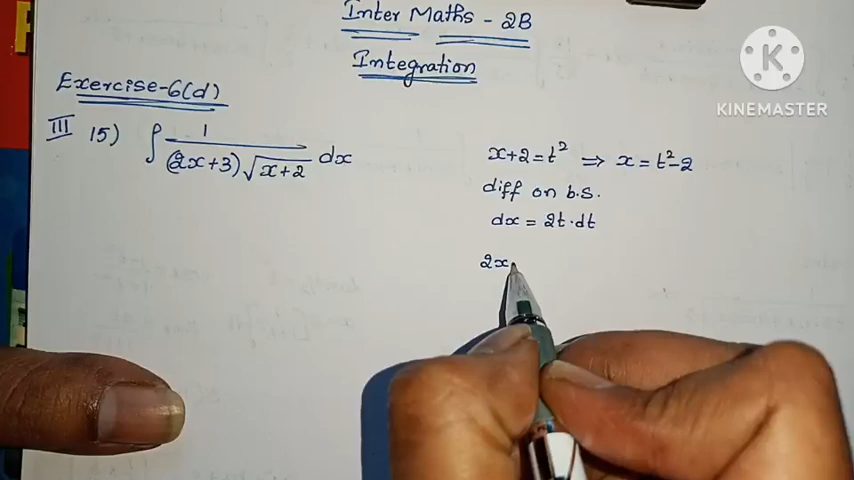 Inter Maths - 2B
Integration
Exercise-6(d)
III 15) ∫ 1/((2x+3)√(x+2)) dx
x+2 = t² ⇒ x = t²-2
diff on b.s.
dx = 2t·dt
2x
K
KINEMASTER